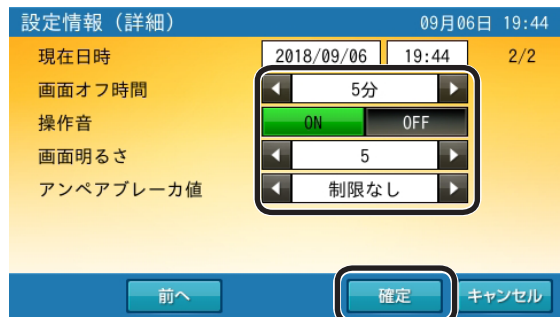 設定情報（詳細） 09月06日 19:44
現在日時 2018/09/06 19:44 2/2
画面オフ時間 5分
操作音 ON OFF
画面明るさ 5
アンペアブレーカ値 制限なし
前へ 確定 キャンセル